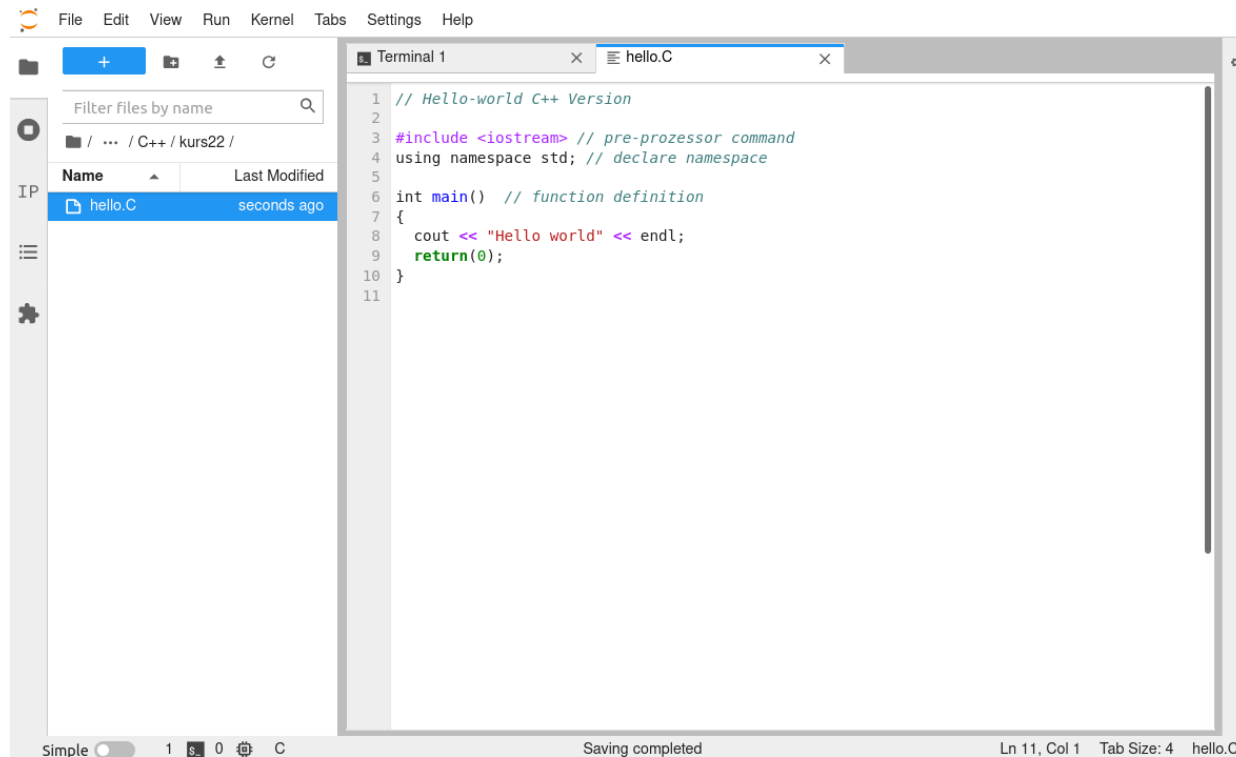 File Edit View Run Kernel Tabs Settings Help
+
Filter files by name
/ ··· / C++ / kurs22 /
Name Last Modified
hello.C seconds ago
IP
Terminal 1 hello.C
1 // Hello-world C++ Version
2
3 #include <iostream> // pre-prozessor command
4 using namespace std; // declare namespace
5
6 int main()  // function definition
7 {
8   cout << "Hello world" << endl;
9   return(0);
10 }
11
Simple 1 0 C Saving completed Ln 11, Col 1 Tab Size: 4 hello.C